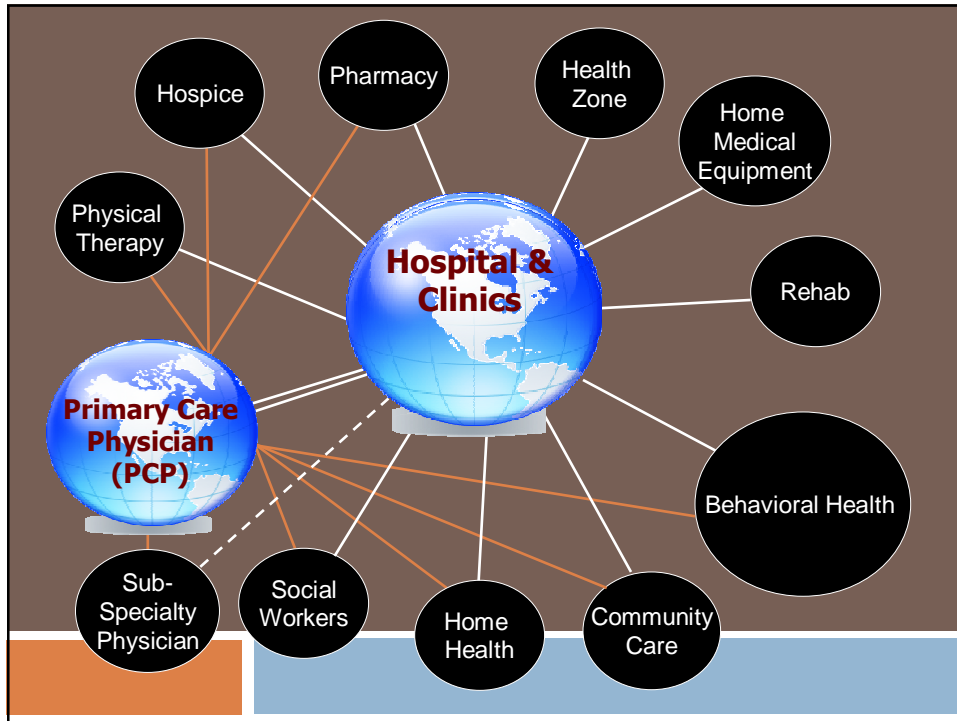 Hospice
Pharmacy
Health
Zone
Home
Medical
Equipment
Physical
Therapy
Hospital &
Clinics
Rehab
Primary Care
Physician
(PCP)
Behavioral Health
Sub-
Specialty
Physician
Social
Workers
Home
Health
Community
Care